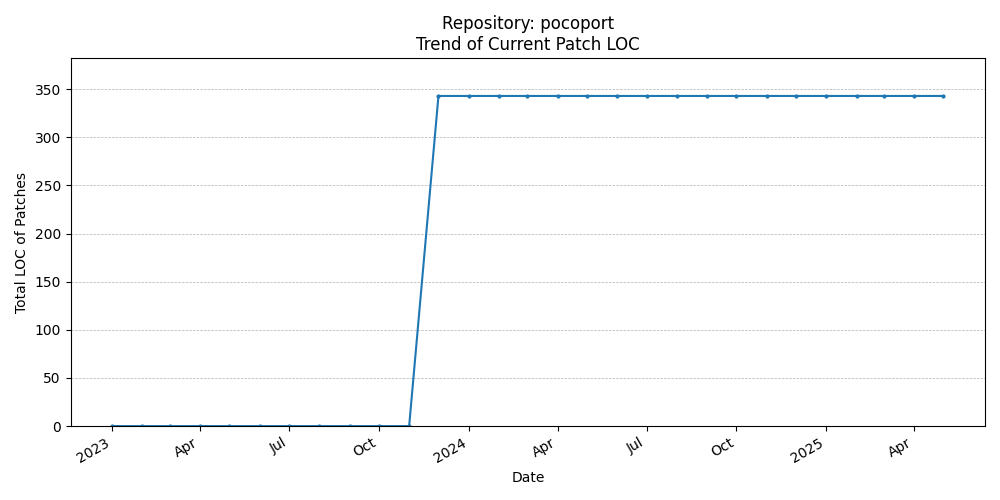 Repository: pocoport
Trend of Current Patch LOC
Total LOC of Patches
350
300
250
200
150
100
50
0
2023
Apr
Jul
Oct
2024
Apr
Jul
Oct
2025
Apr
Date